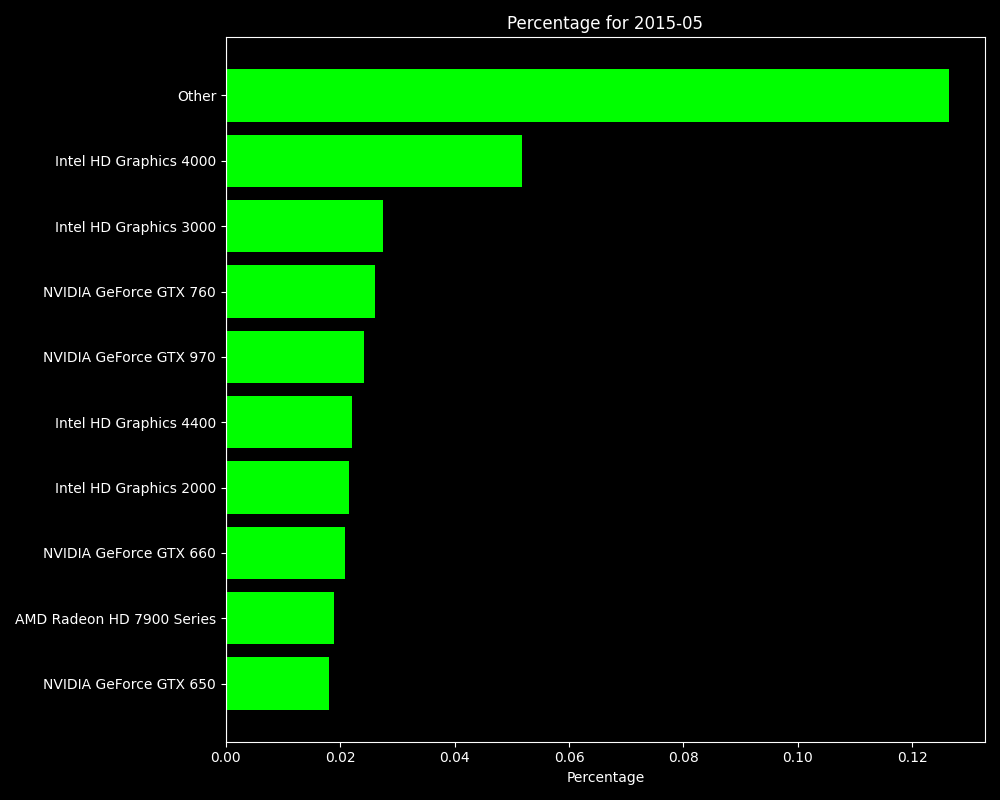 Percentage for 2015-05
Other
Intel HD Graphics 4000
Intel HD Graphics 3000
NVIDIA GeForce GTX 760
NVIDIA GeForce GTX 970
Intel HD Graphics 4400
Intel HD Graphics 2000
NVIDIA GeForce GTX 660
AMD Radeon HD 7900 Series
NVIDIA GeForce GTX 650
0.00 0.02 0.04 0.06 0.08 0.10 0.12
Percentage